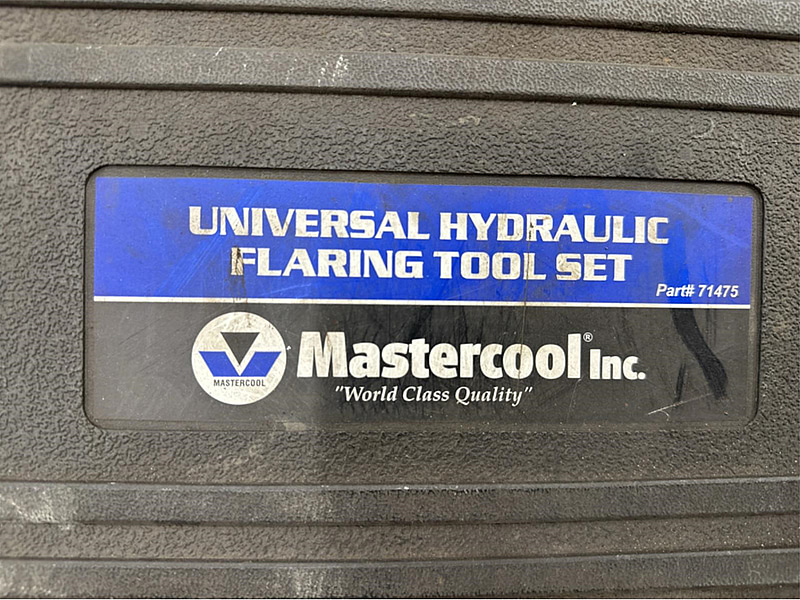 UNIVERSAL HYDRAULIC
FLARING TOOL SET
Part# 71475
MASTERCOOL
Mastercool® Inc.
"World Class Quality"